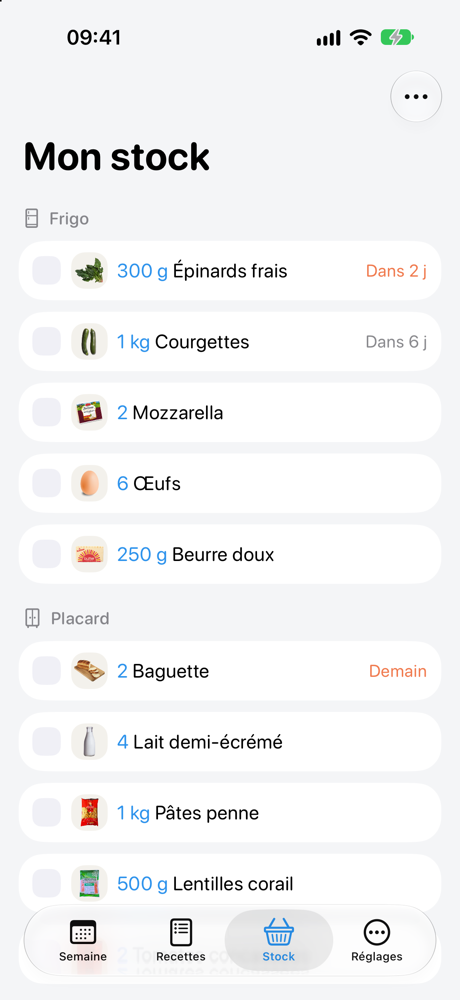 09:41
Mon stock
Frigo
300 g Épinards frais
Dans 2 j
1 kg Courgettes
Dans 6 j
2 Mozzarella
6 Œufs
250 g Beurre doux
Placard
2 Baguette
Demain
4 Lait demi-écrémé
1 kg Pâtes penne
500 g Lentilles corail
Semaine
Recettes
Stock
Réglages